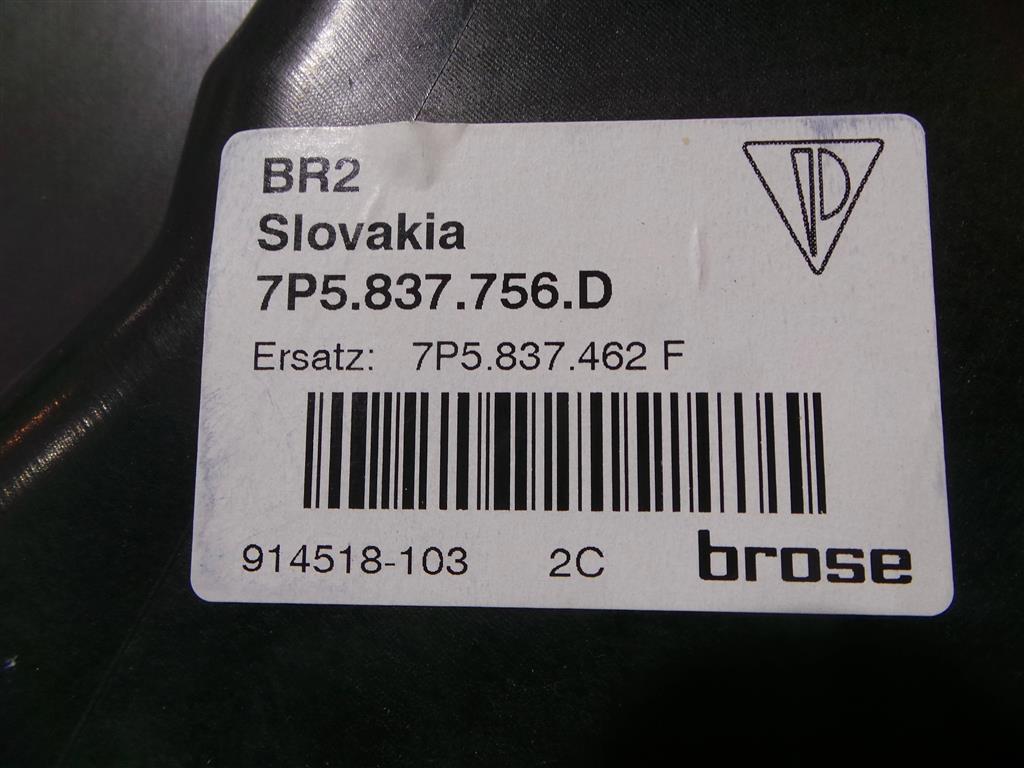 BR2
Slovakia
7P5.837.756.D
Ersatz: 7P5.837.462 F
914518-103 2C brose